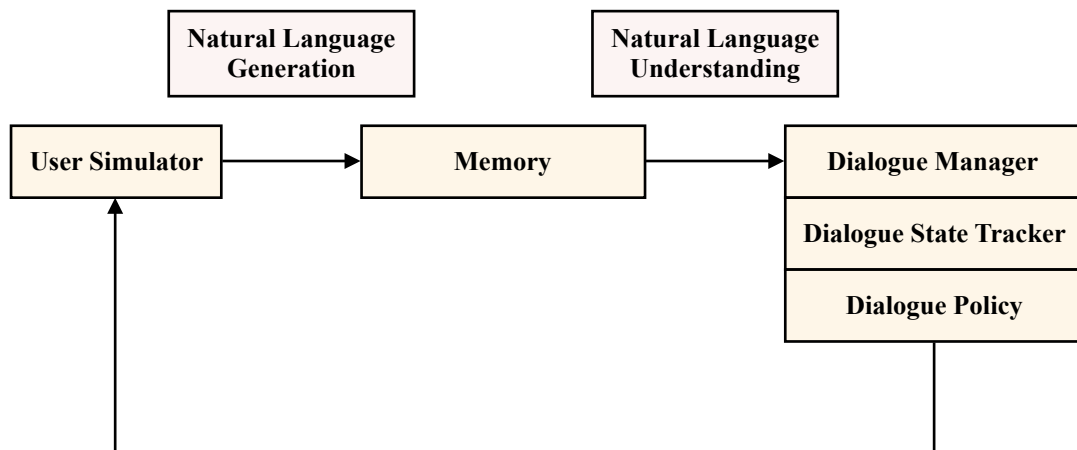 Natural Language
Generation
Natural Language
Understanding
User Simulator
Memory
Dialogue Manager
Dialogue State Tracker
Dialogue Policy